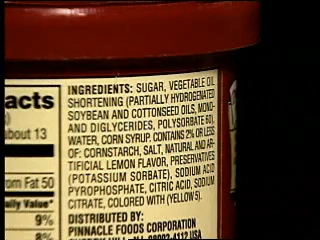 INGREDIENTS: SUGAR, VEGETABLE OIL
SHORTENING (PARTIALLY HYDROGENATED
SOYBEAN AND COTTONSEED OILS, MONO-
AND DIGLYCERIDES, POLYSORBATE 60),
WATER, CORN SYRUP. CONTAINS 2% OR LESS
OF: CORNSTARCH, SALT, NATURAL AND AR-
TIFICIAL LEMON FLAVOR, PRESERVATIVES
(POTASSIUM SORBATE), SODIUM ACID
PYROPHOSPHATE, CITRIC ACID, SODIUM
CITRATE, COLORED WITH (YELLOW 5).
DISTRIBUTED BY:
PINNACLE FOODS CORPORATION
acts
about 13
from Fat 50
Value*
9%
8%